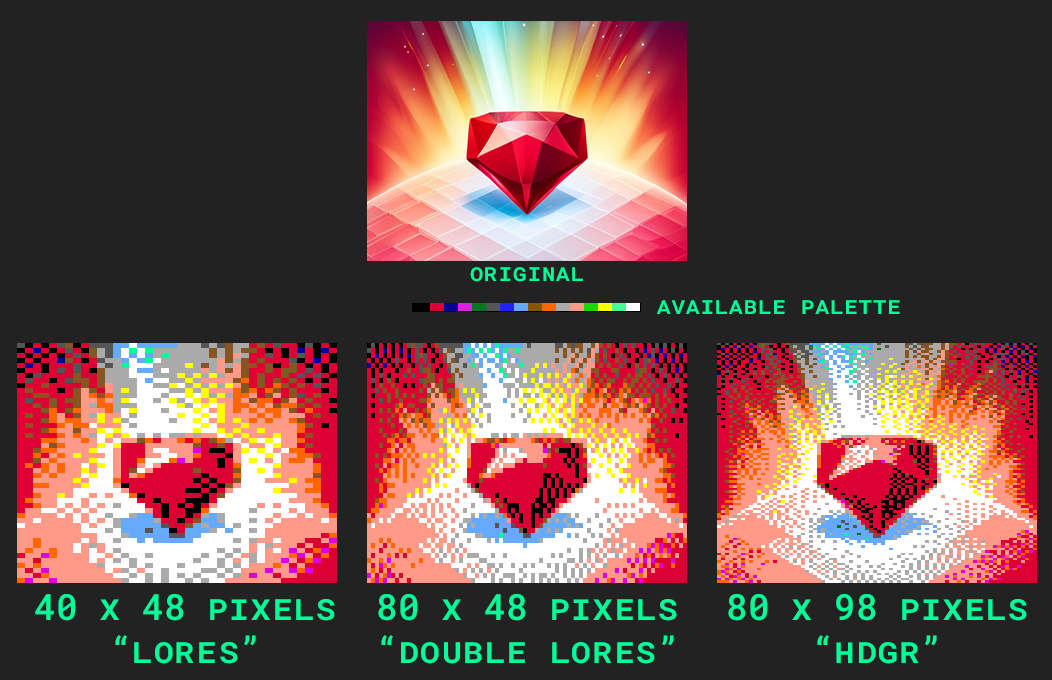 ORIGINAL
AVAILABLE PALETTE
40 x 48 PIXELS
“LORES”
80 x 48 PIXELS
“DOUBLE LORES”
80 x 98 PIXELS
“HDGR”